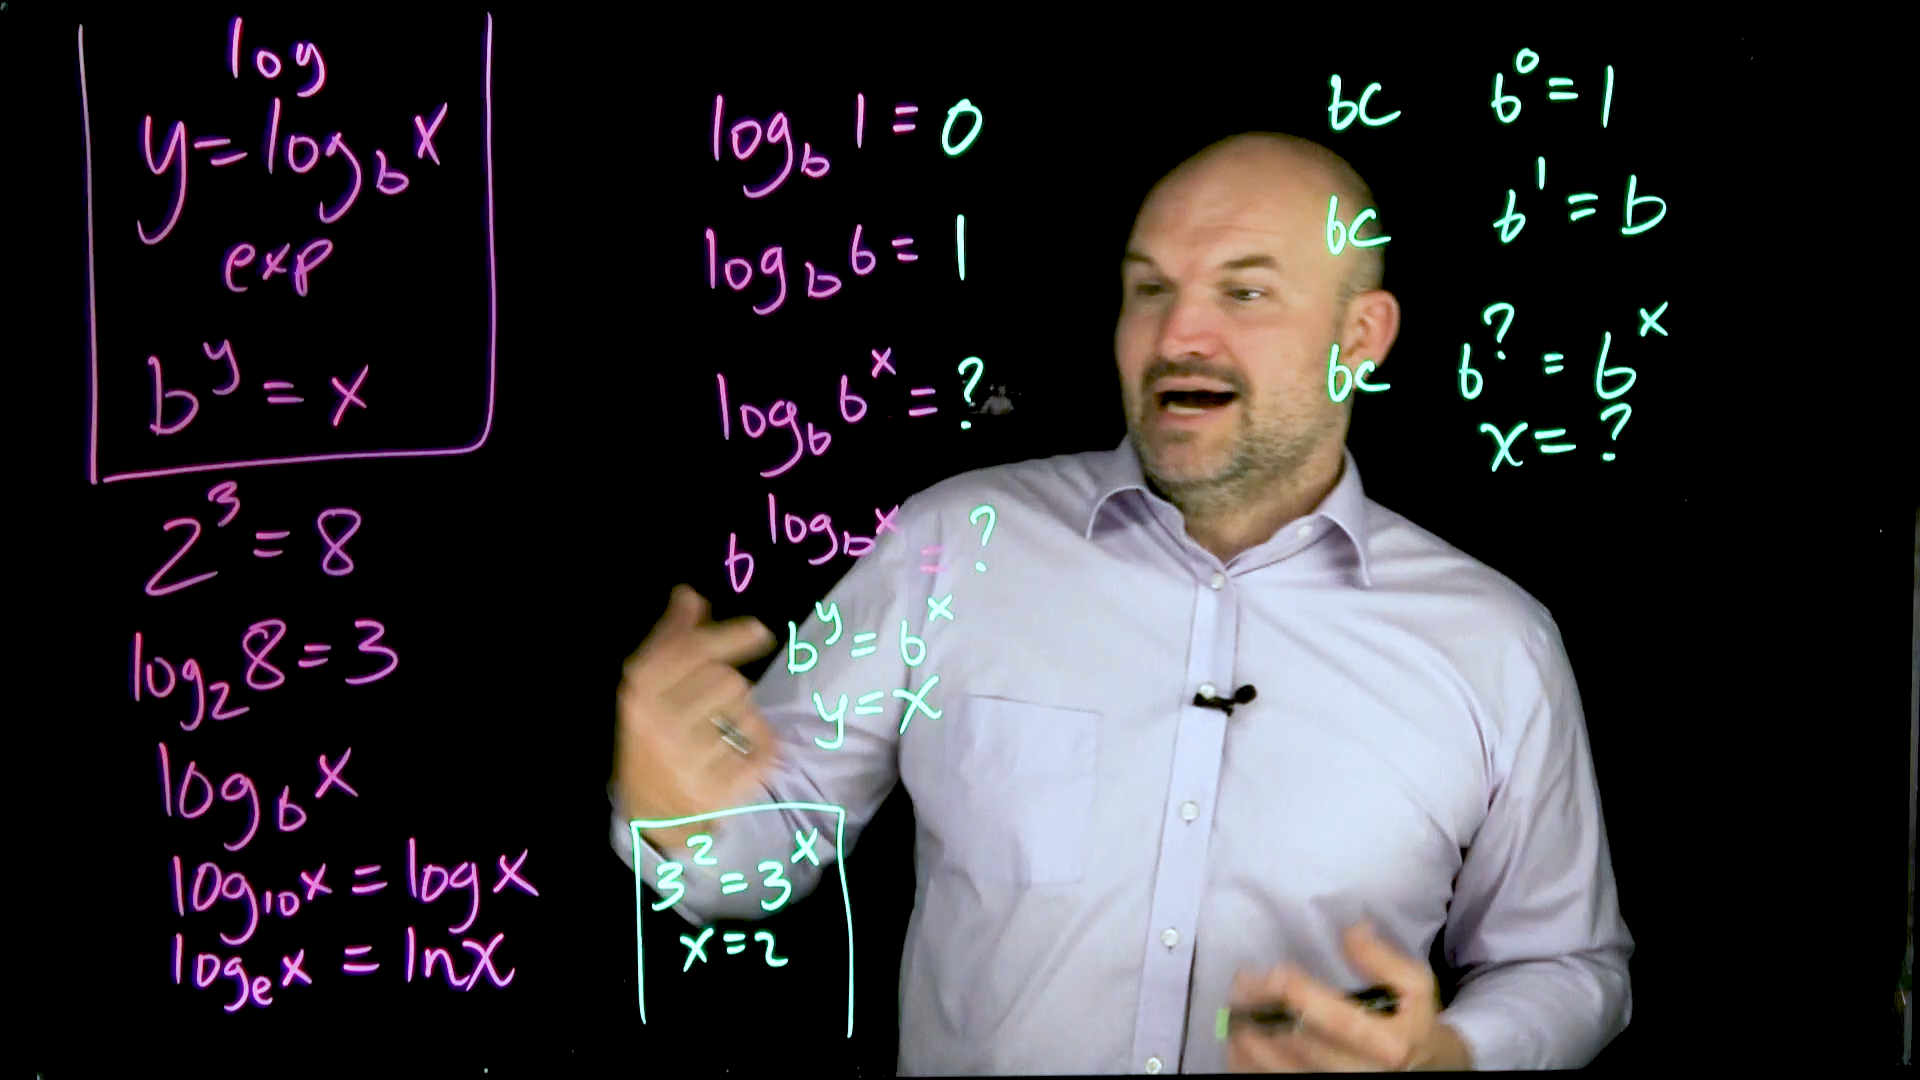 log
y = log_b x
exp
b^y = x
2^3 = 8
log_2 8 = 3
log_b x
log_10 x = log x
log_e x = ln x
log_b 1 = 0
log_b b = 1
log_b b^x = ?
b^(log_b x) = ?
b^y = b^x
y = x
3^2 = 3^x
x = 2
bc b^0 = 1
bc b^1 = b
bc b^? = b^x
x = ?